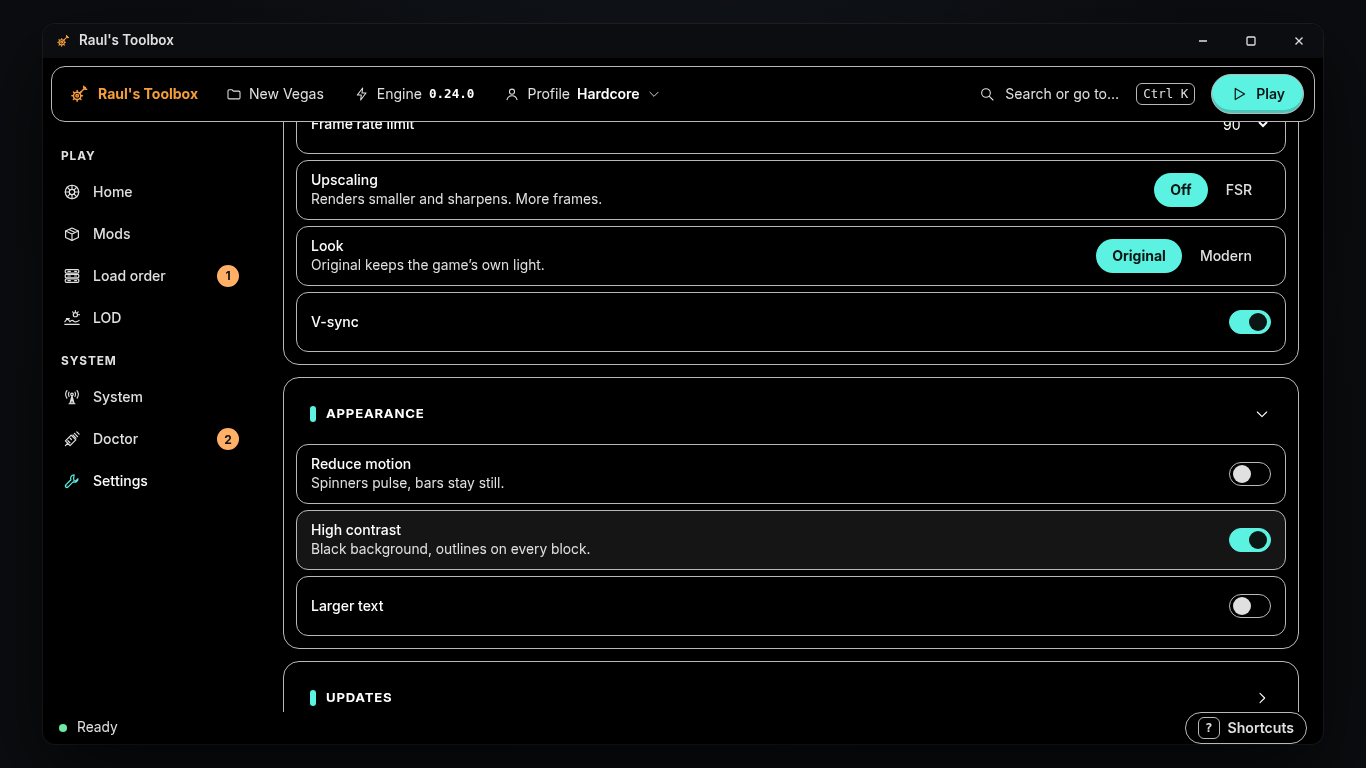 Raul's Toolbox
Raul's Toolbox
New Vegas
Engine 0.24.0
Profile Hardcore
Search or go to...
Ctrl K
Play
PLAY
Home
Mods
Load order 1
LOD
SYSTEM
System
Doctor 2
Settings
Frame rate limit
90
Upscaling
Renders smaller and sharpens. More frames.
Off
FSR
Look
Original keeps the game’s own light.
Original
Modern
V-sync
APPEARANCE
Reduce motion
Spinners pulse, bars stay still.
High contrast
Black background, outlines on every block.
Larger text
UPDATES
Ready
? Shortcuts